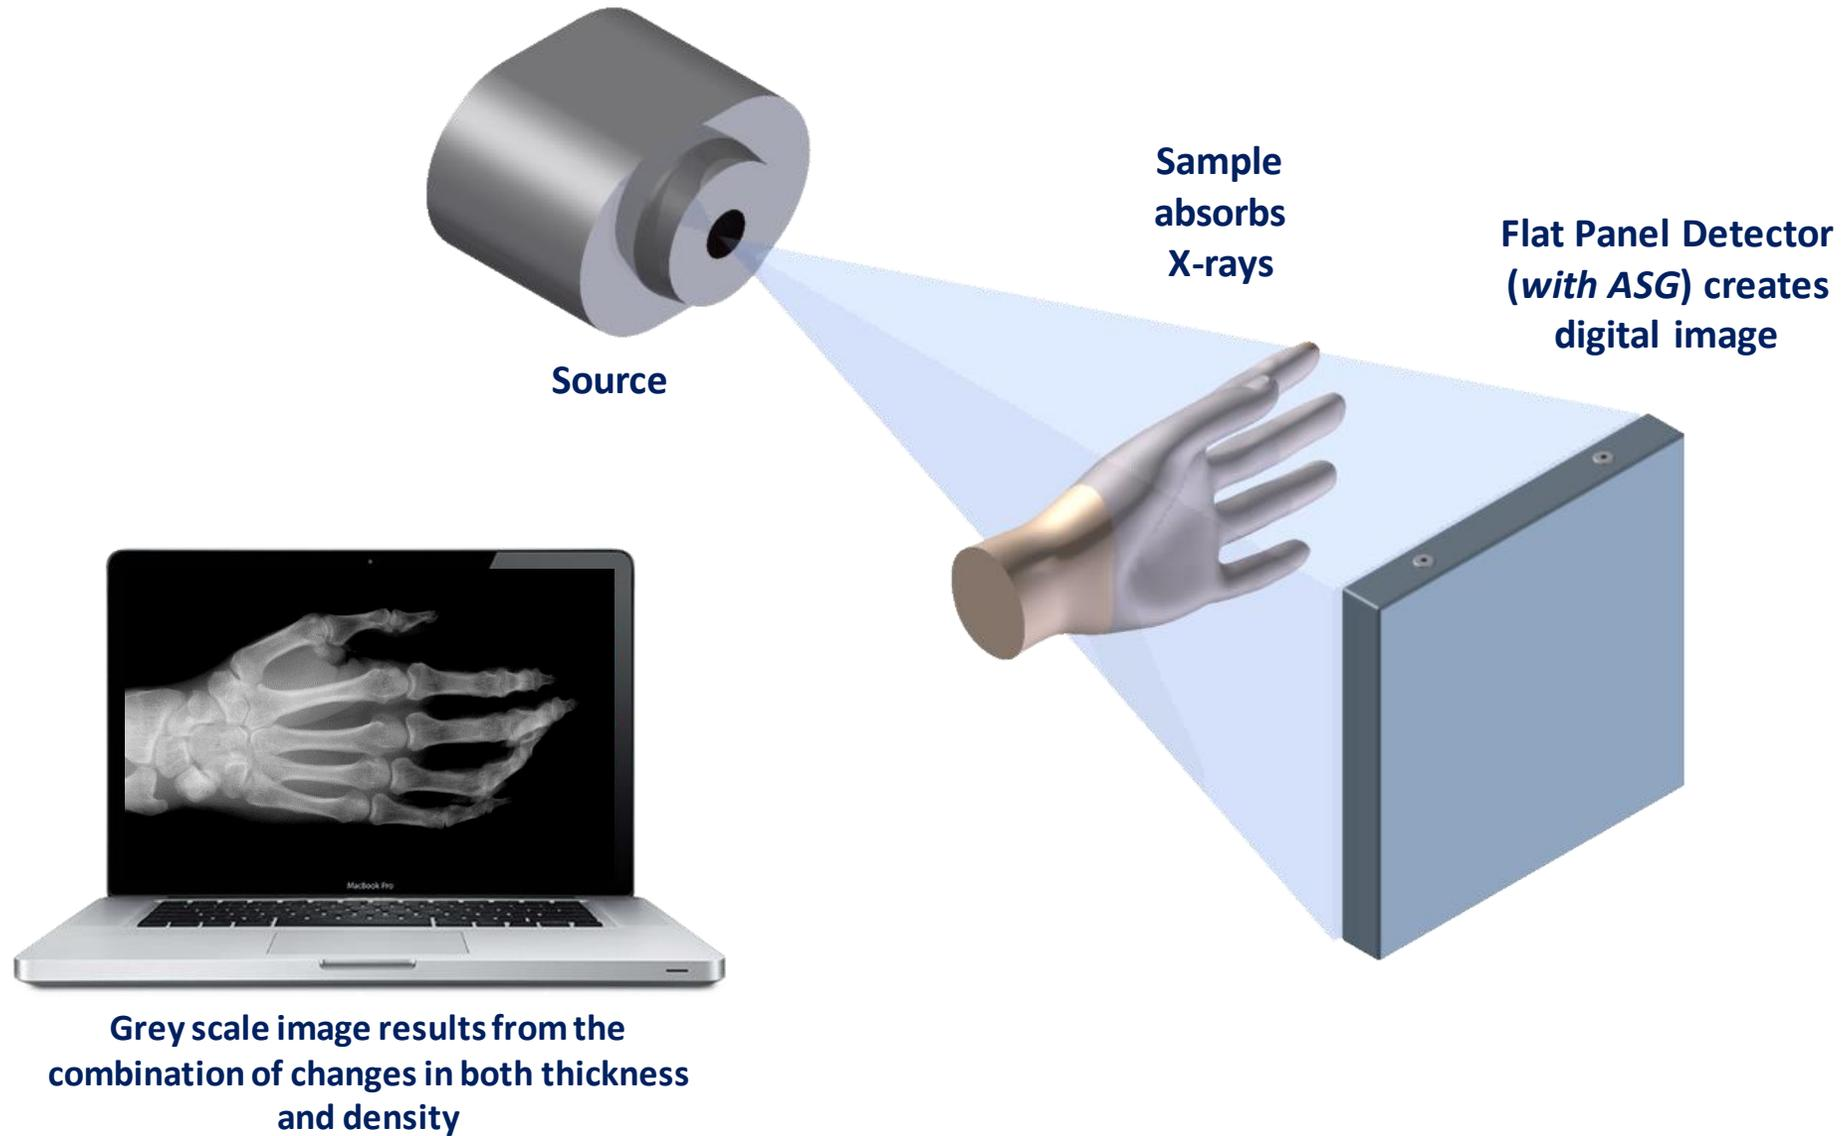 Sample
absorbs
X-rays
Flat Panel Detector
(with ASG) creates
digital image
Source
MacBook Pro
Grey scale image results from the
combination of changes in both thickness
and density